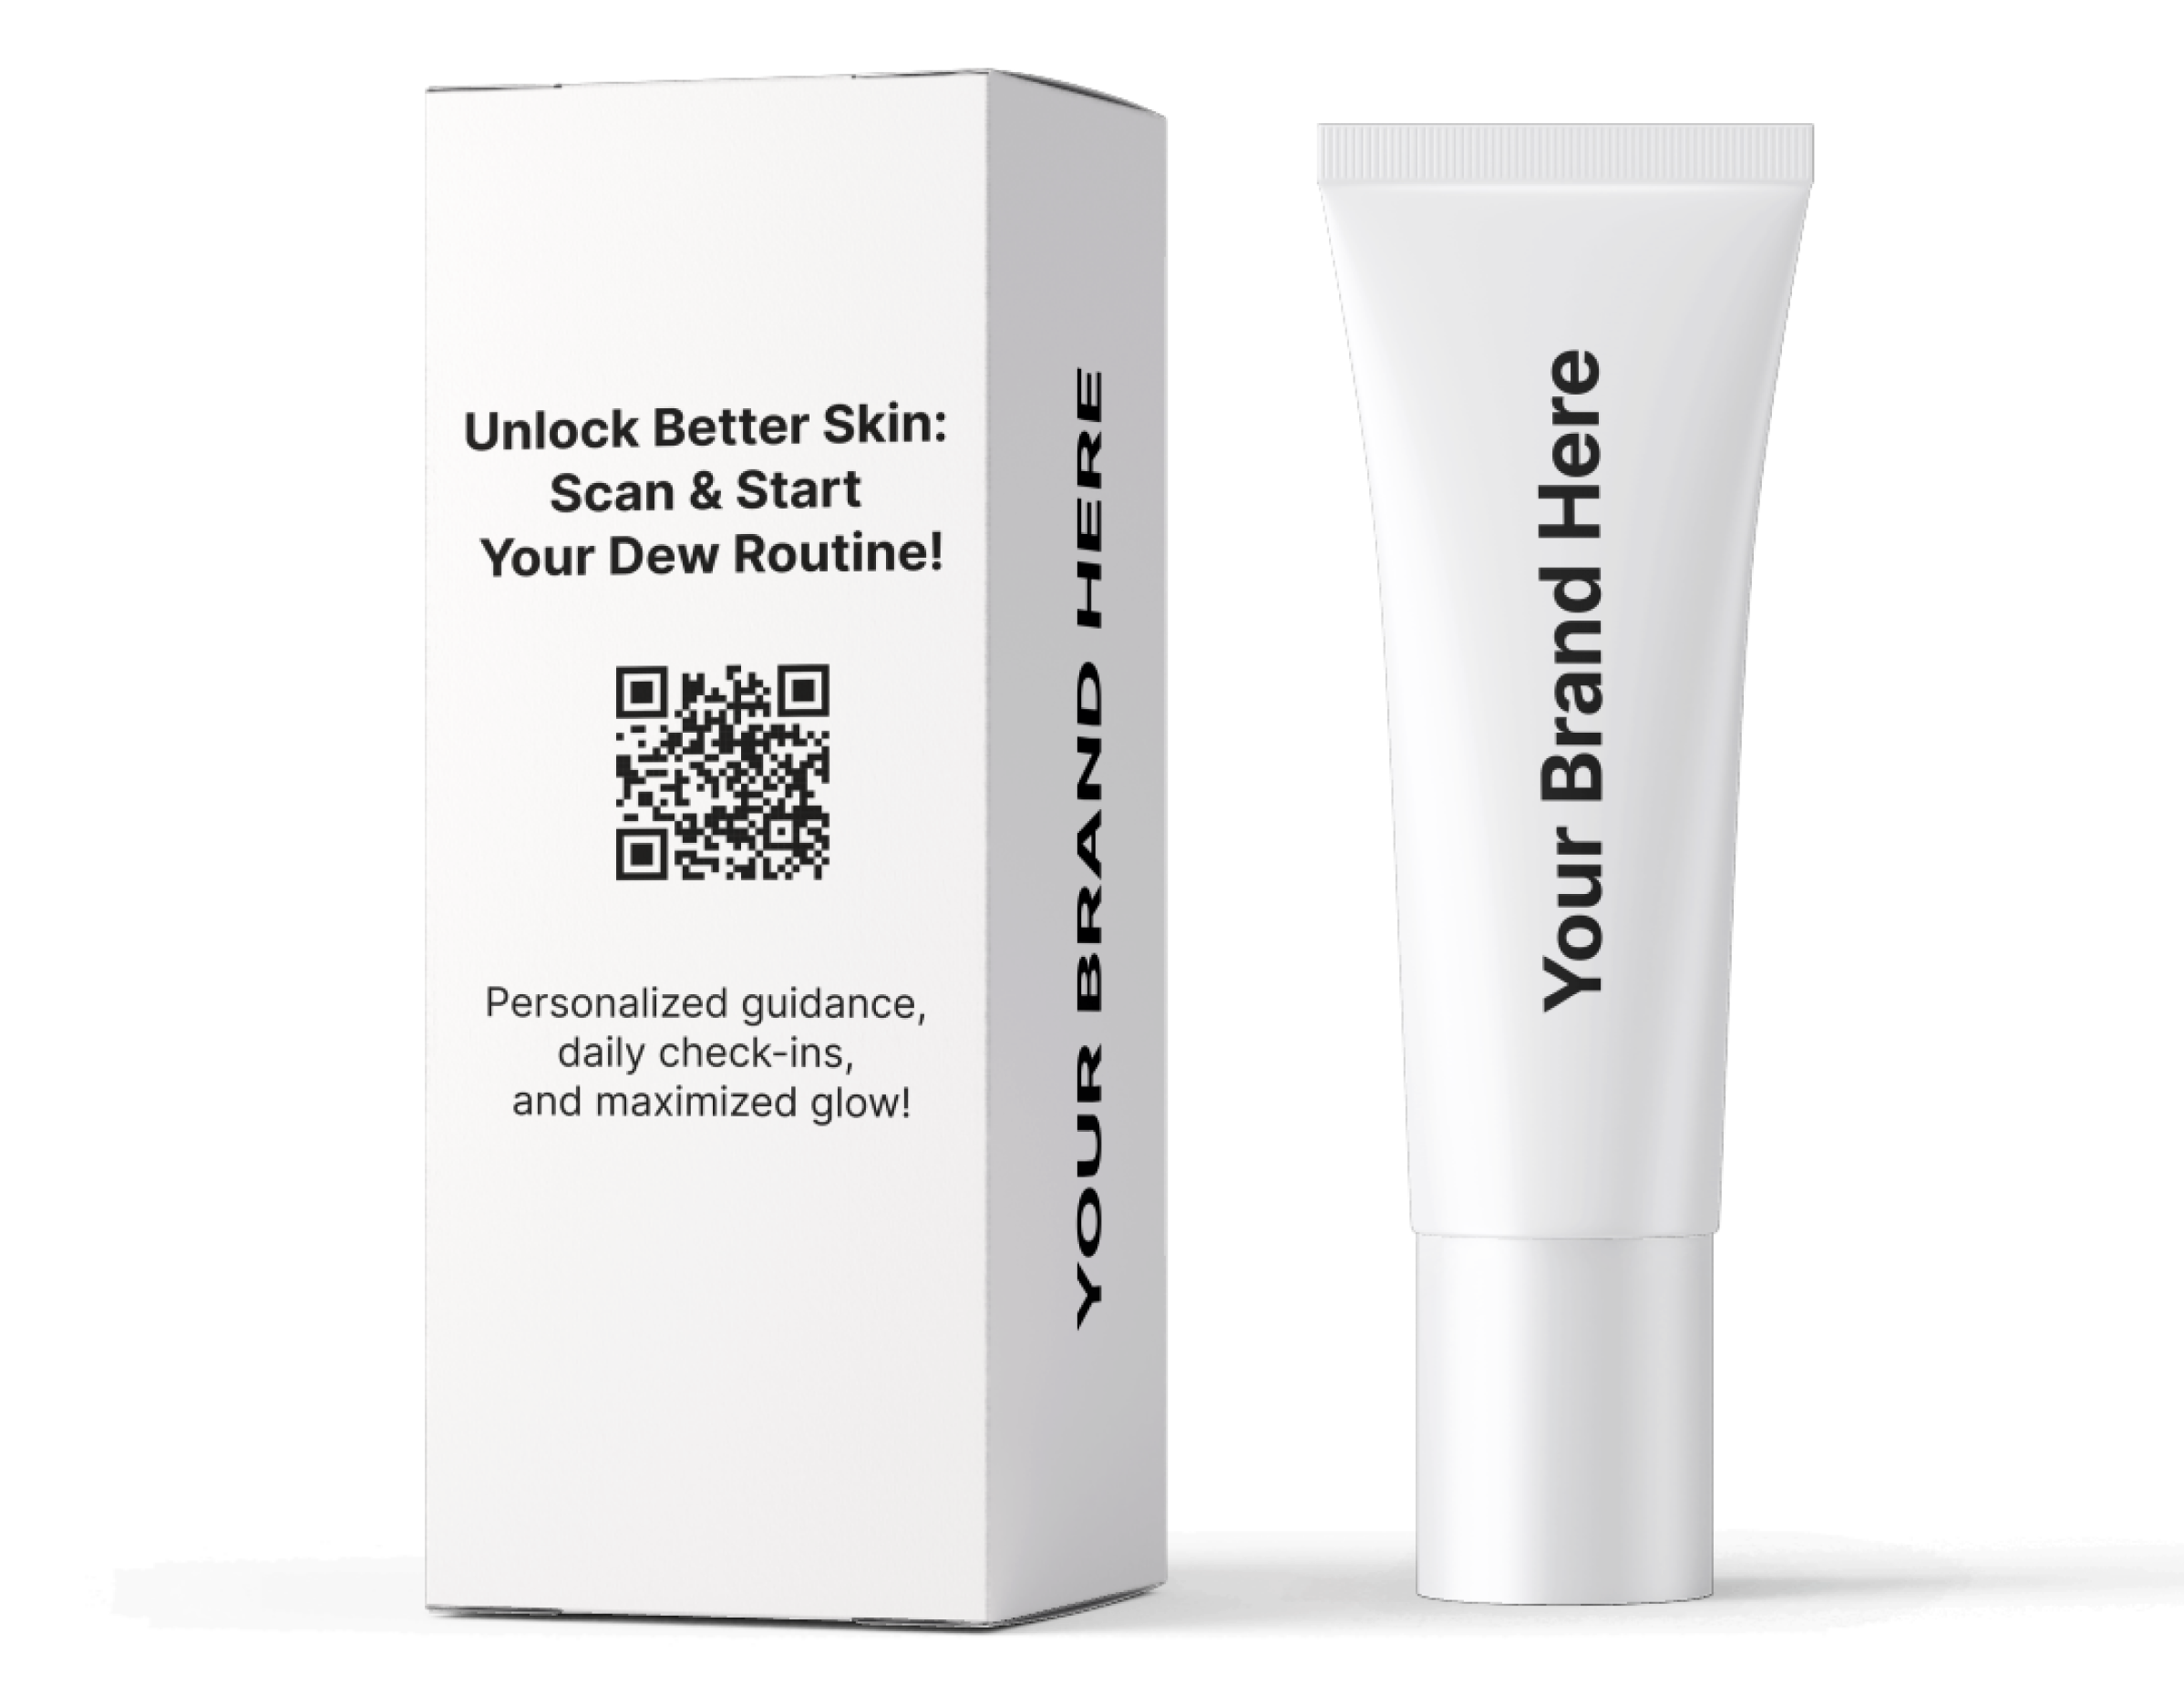 Unlock Better Skin:
Scan & Start
Your Dew Routine!
Personalized guidance,
daily check-ins,
and maximized glow!
YOUR BRAND HERE
Your Brand Here